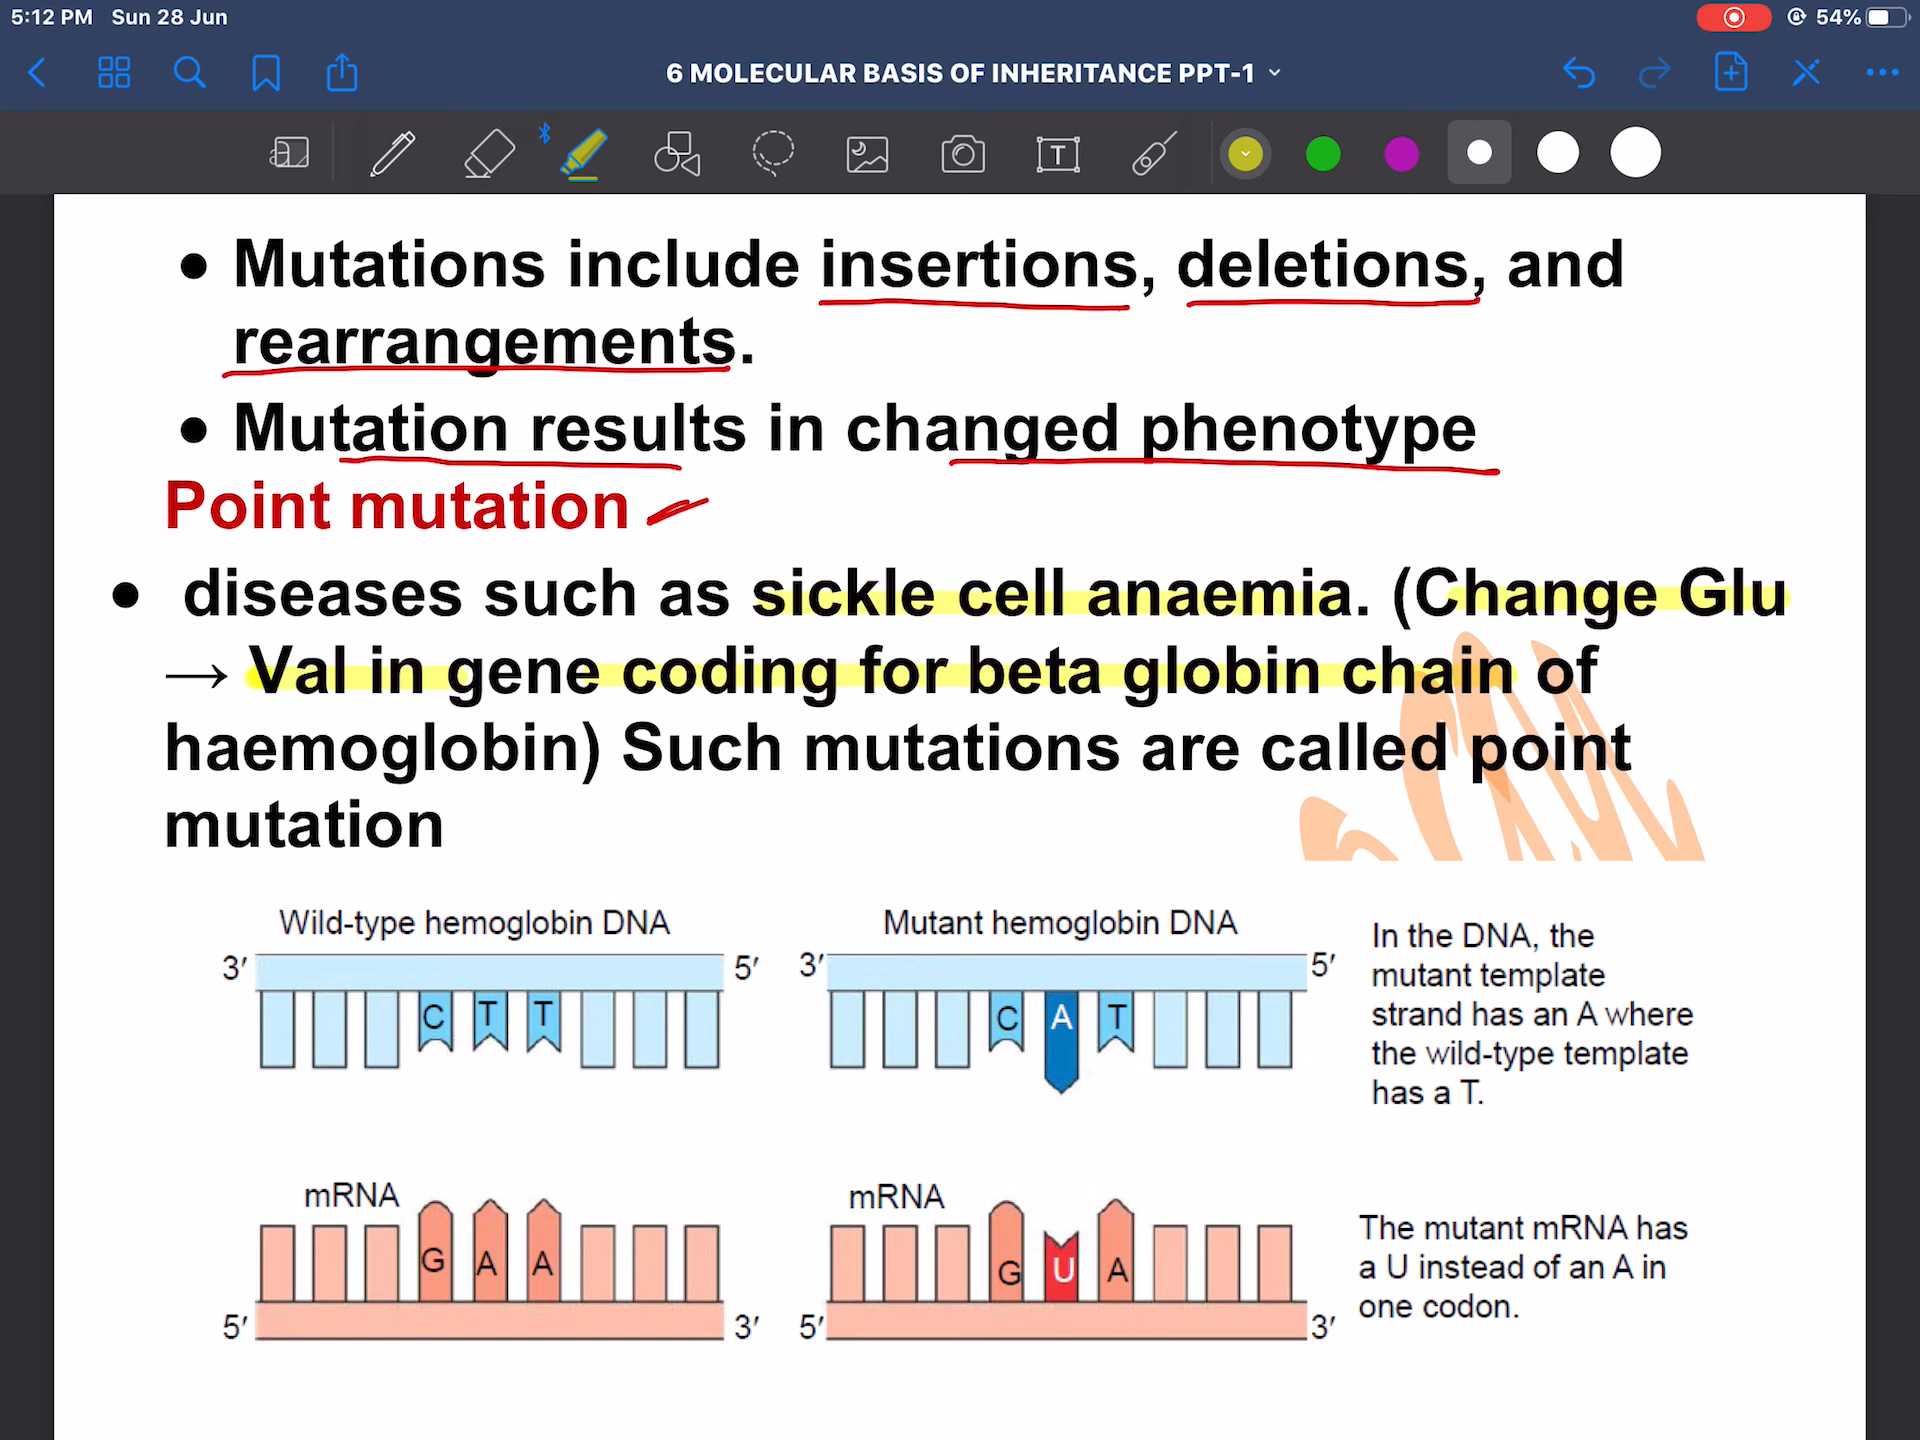 5:12 PM Sun 28 Jun
54%
6 MOLECULAR BASIS OF INHERITANCE PPT-1
a
T
• Mutations include insertions, deletions, and
rearrangements.
• Mutation results in changed phenotype
Point mutation
• diseases such as sickle cell anaemia. (Change Glu
→ Val in gene coding for beta globin chain of
haemoglobin) Such mutations are called point
mutation
Wild-type hemoglobin DNA
3′ 5′
C T T
Mutant hemoglobin DNA
3′ 5′
C A T
In the DNA, the
mutant template
strand has an A where
the wild-type template
has a T.
mRNA
G A A
5′ 3′
mRNA
G U A
5′ 3′
The mutant mRNA has
a U instead of an A in
one codon.